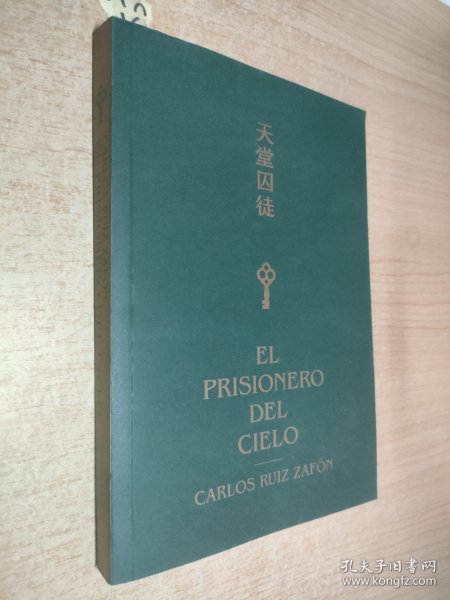 天堂囚徒
EL
PRISIONERO
DEL
CIELO
CARLOS RUIZ ZAFÓN
孔夫子旧书网
www.kongfz.com